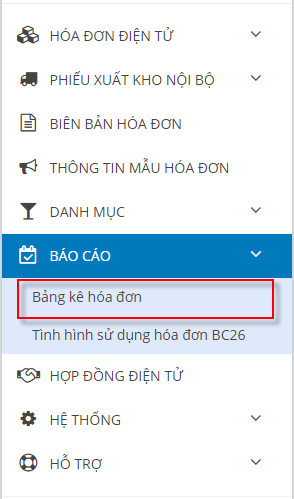 HÓA ĐƠN ĐIỆN TỬ
PHIẾU XUẤT KHO NỘI BỘ
BIÊN BẢN HÓA ĐƠN
THÔNG TIN MẪU HÓA ĐƠN
DANH MỤC
BÁO CÁO
Bảng kê hóa đơn
Tình hình sử dụng hóa đơn BC26
HỢP ĐỒNG ĐIỆN TỬ
HỆ THỐNG
HỖ TRỢ